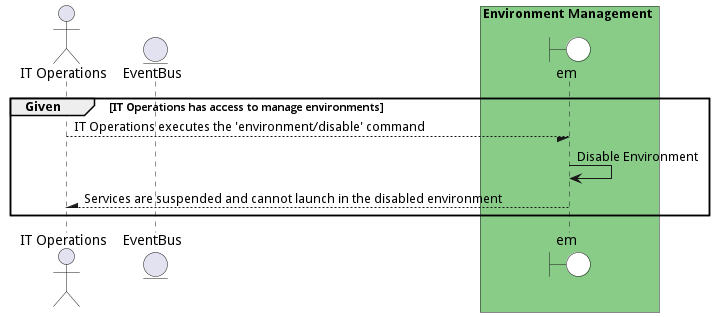 Environment Management
IT Operations
EventBus
em
Given
[IT Operations has access to manage environments]
IT Operations executes the 'environment/disable' command
Disable Environment
Services are suspended and cannot launch in the disabled environment
IT Operations
EventBus
em